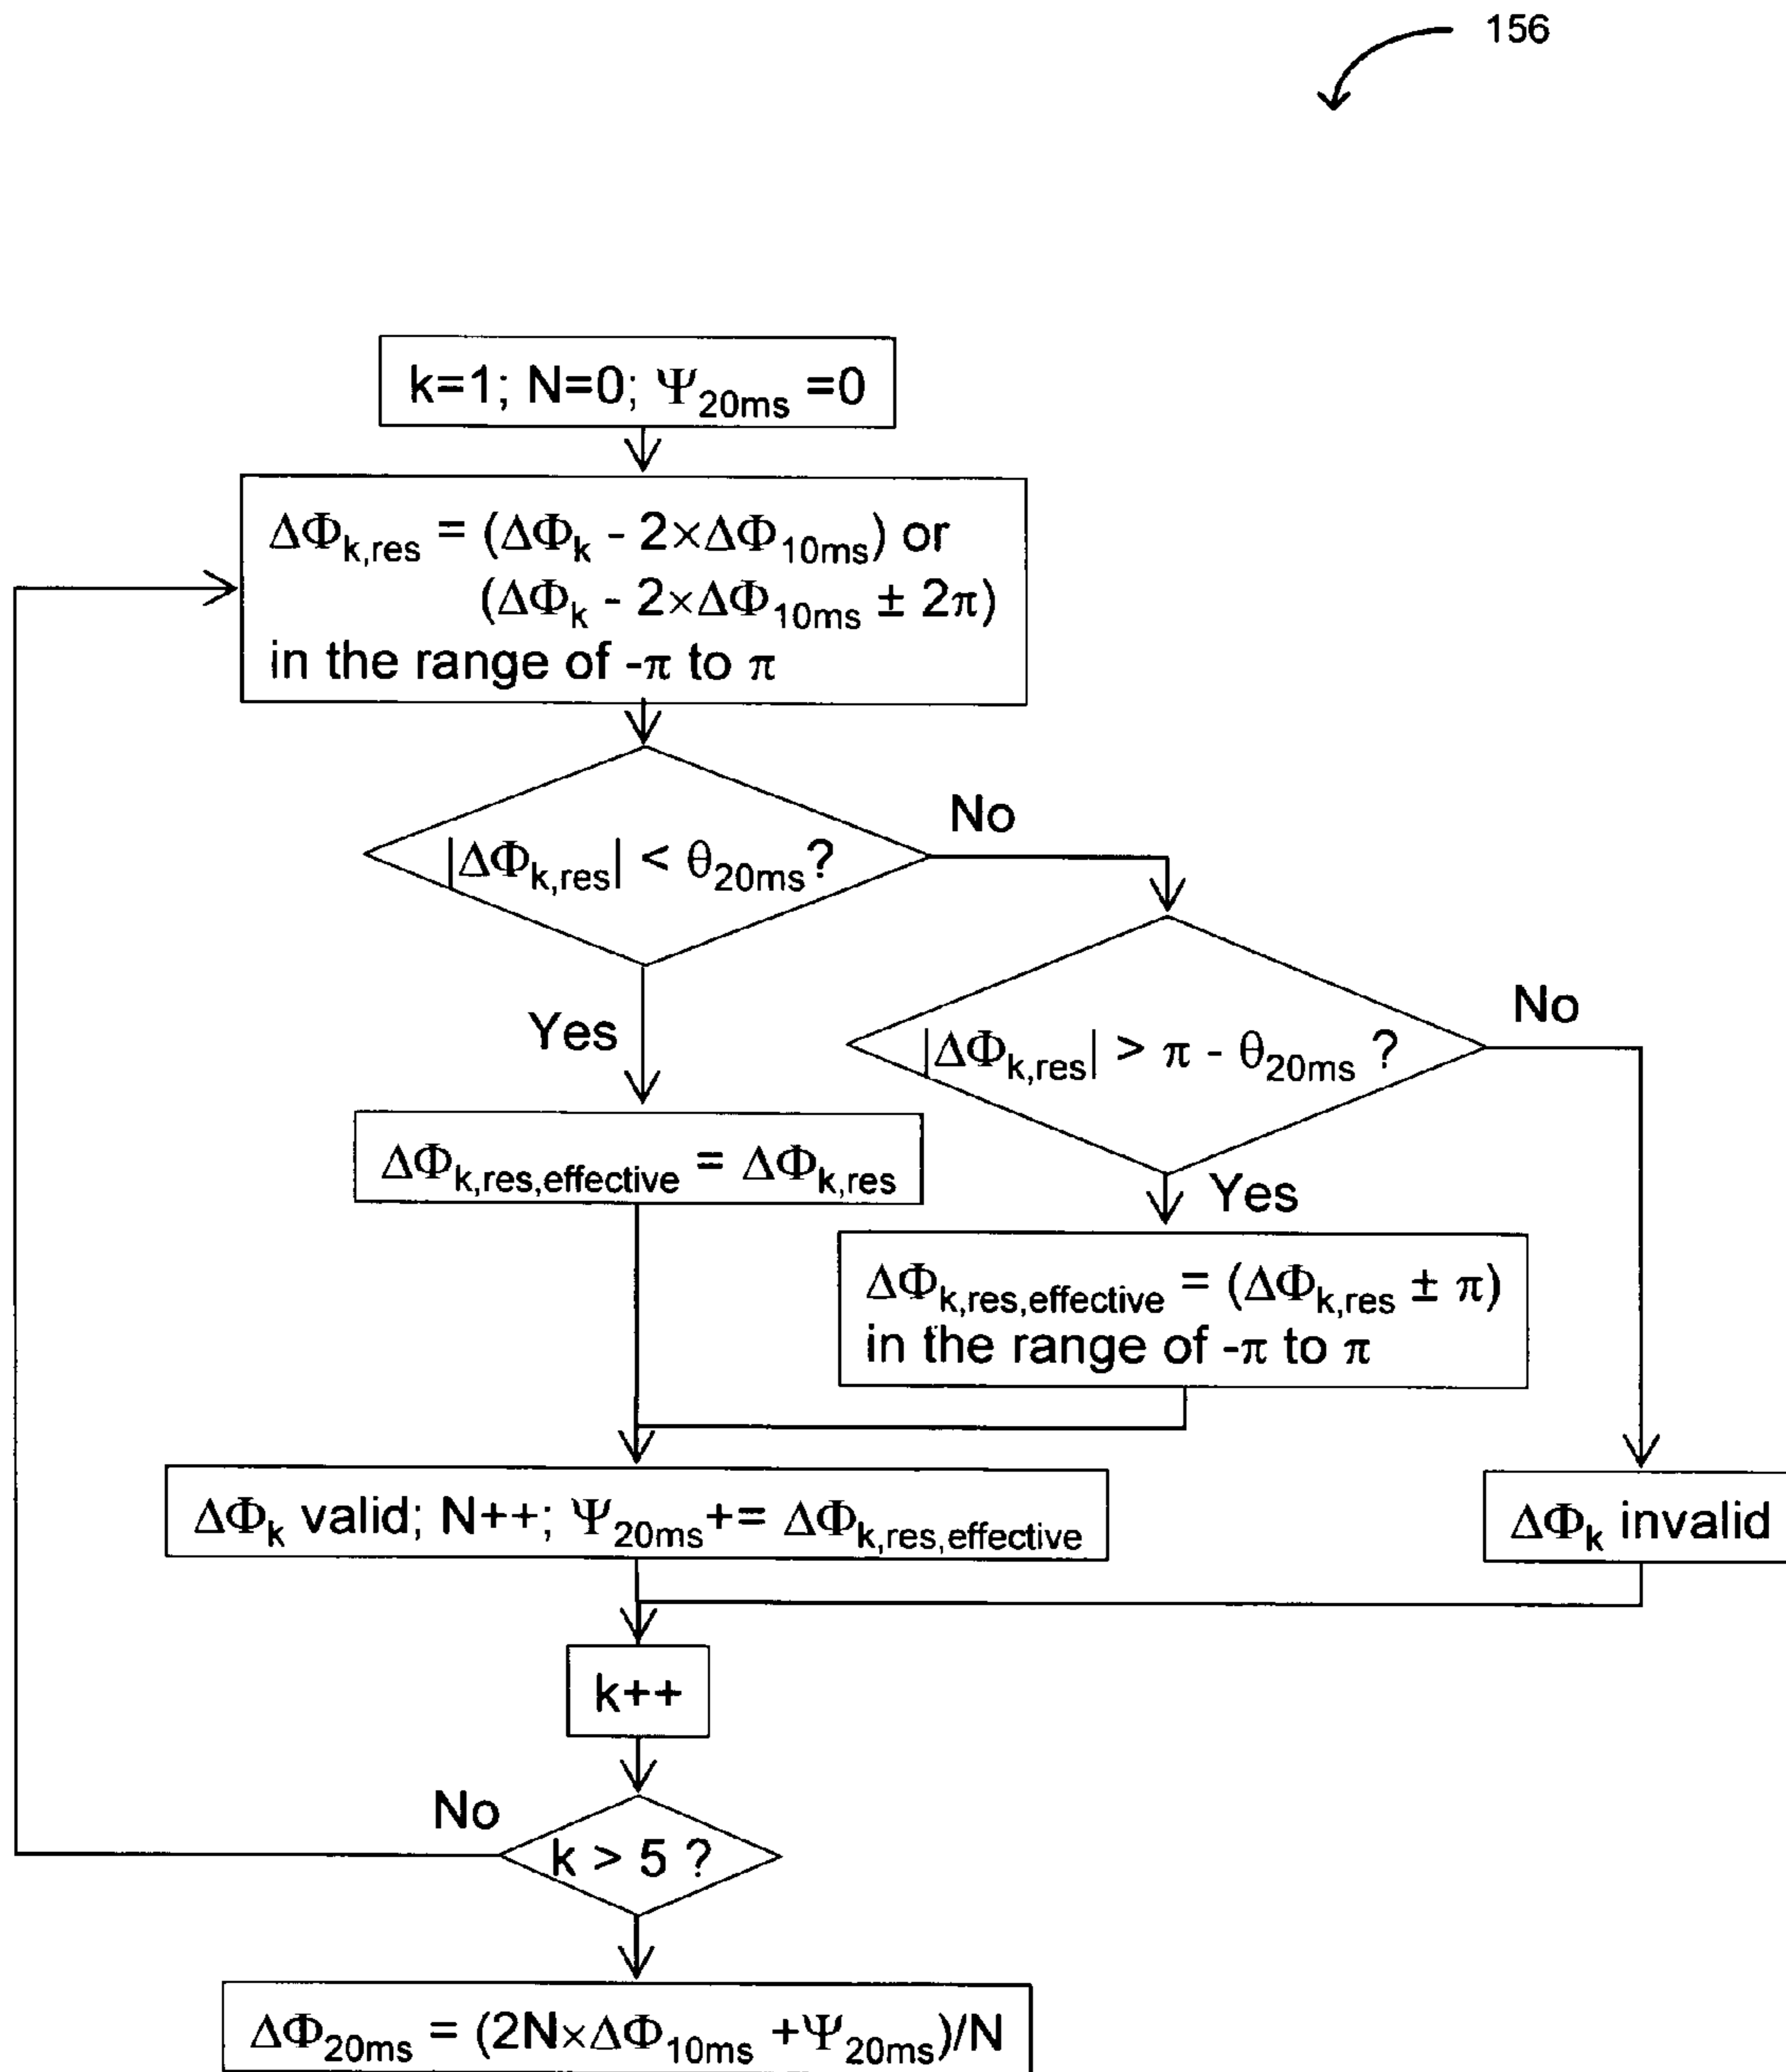 156
k=1; N=0; Ψ20ms =0
ΔΦk,res = (ΔΦk - 2×ΔΦ10ms) or
(ΔΦk - 2×ΔΦ10ms ± 2π)
in the range of -π to π
|ΔΦk,res| < θ20ms?
No
Yes
|ΔΦk,res| > π - θ20ms ?
No
Yes
ΔΦk,res,effective = ΔΦk,res
ΔΦk,res,effective = (ΔΦk,res ± π)
in the range of -π to π
ΔΦk valid; N++; Ψ20ms+= ΔΦk,res,effective
ΔΦk invalid
k++
No
k > 5 ?
ΔΦ20ms = (2N×ΔΦ10ms +Ψ20ms)/N